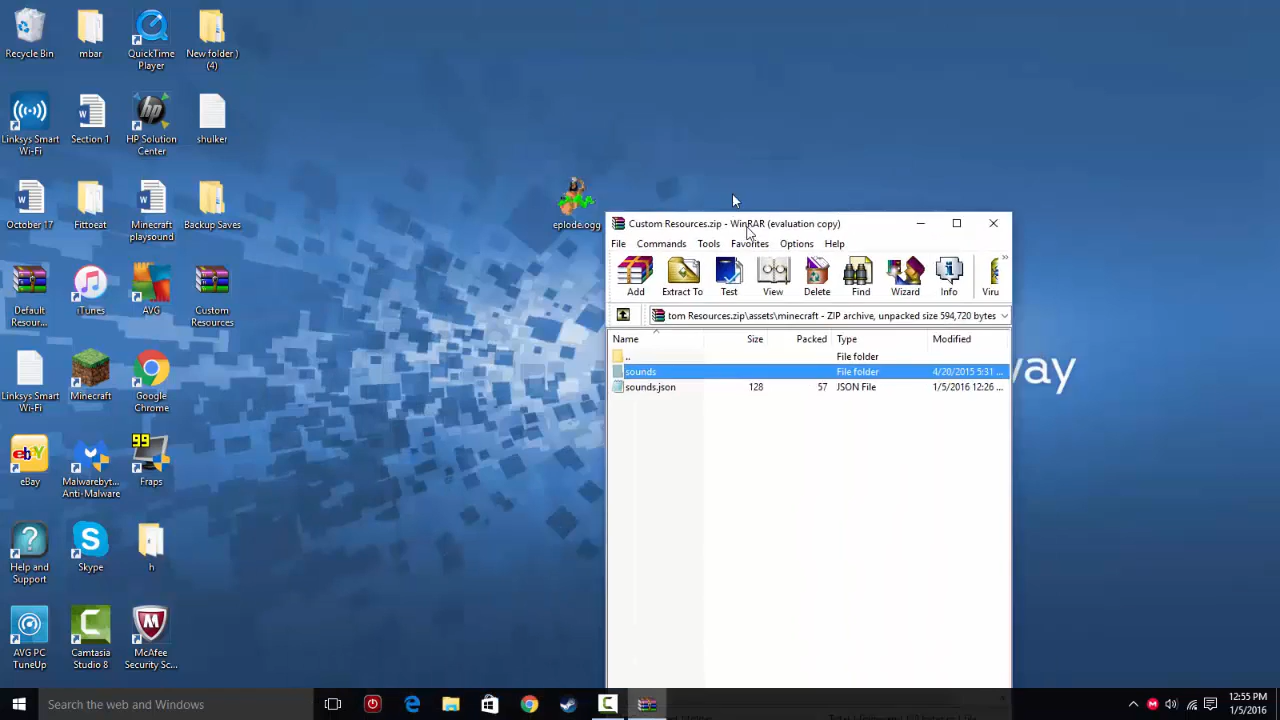 Recycle Bin
mbar
QuickTime
Player
New folder )
(4)
Linksys Smart
Wi-Fi
Section 1
HP Solution
Center
shulker
October 17
Fittoeat
Minecraft
playsound
Backup Saves
eplode.ogg
Default
Resour...
iTunes
AVG
Custom
Resources
Linksys Smart
Wi-Fi
Minecraft
Google
Chrome
eBay
Malwarebyt...
Anti-Malware
99
Fraps
Help and
Support
Skype
h
AVG PC
TuneUp
Camtasia
Studio 8
McAfee
Security Sc...
Custom Resources.zip - WinRAR (evaluation copy)
File Commands Tools Favorites Options Help
Add Extract To Test View Delete Find Wizard Info Viru
tom Resources.zip\assets\minecraft - ZIP archive, unpacked size 594,720 bytes
Name Size Packed Type Modified
.. File folder
sounds File folder 4/20/2015 5:31 ...
sounds.json 128 57 JSON File 1/5/2016 12:26 ...
way
Search the web and Windows
12:55 PM
1/5/2016